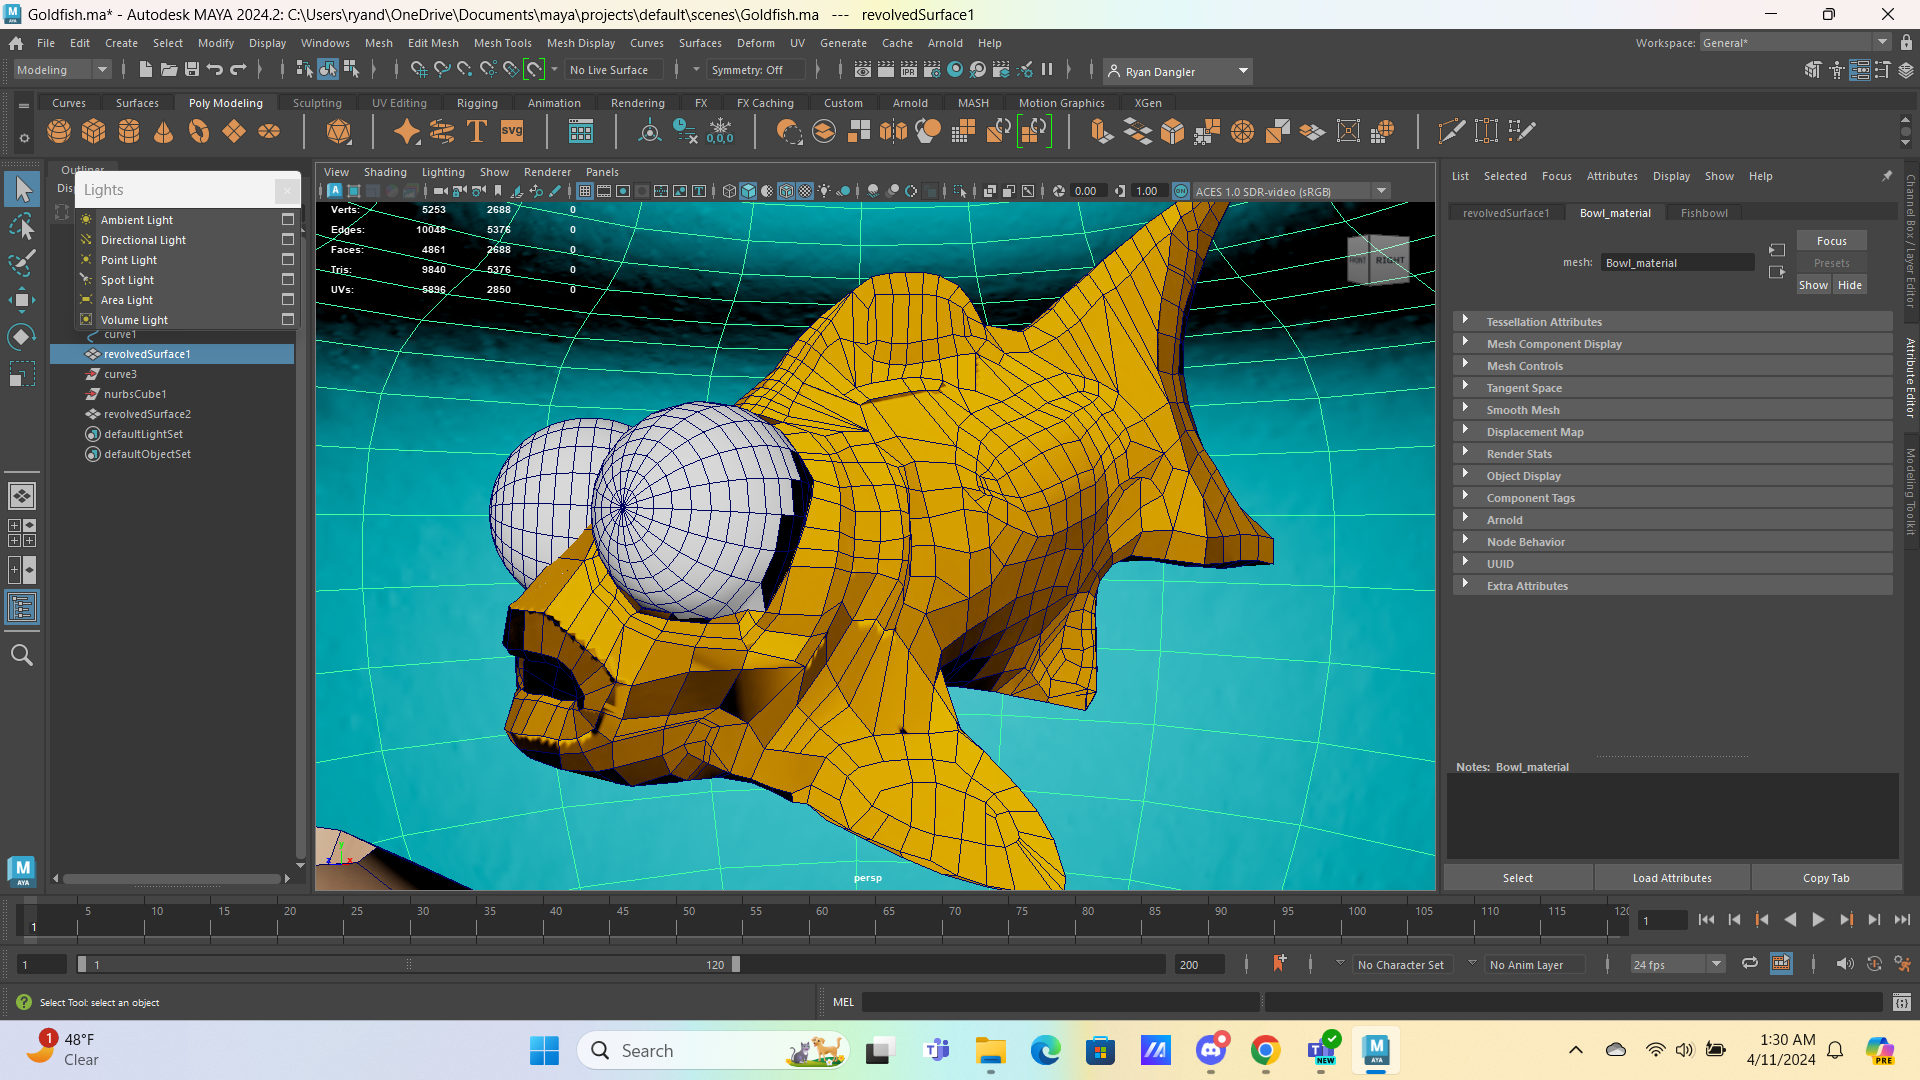 Goldfish.ma* - Autodesk MAYA 2024.2: C:\Users\ryand\OneDrive\Documents\maya\projects\default\scenes\Goldfish.ma --- revolvedSurface1
File Edit Create Select Modify Display Windows Mesh Edit Mesh Mesh Tools Mesh Display Curves Surfaces Deform UV Generate Cache Arnold Help
Workspace: General*
Modeling No Live Surface Symmetry: Off Ryan Dangler
Curves Surfaces Poly Modeling Sculpting UV Editing Rigging Animation Rendering FX FX Caching Custom Arnold MASH Motion Graphics XGen
Outliner
Lights
Ambient Light
Directional Light
Point Light
Spot Light
Area Light
Volume Light
curve1
revolvedSurface1
curve3
nurbsCube1
revolvedSurface2
defaultLightSet
defaultObjectSet
View Shading Lighting Show Renderer Panels
0.00 1.00 ACES 1.0 SDR-video (sRGB)
Verts: 5253 2688 0
Edges: 10048 5376 0
Faces: 4861 2688 0
Tris: 9840 5376 0
UVs: 5896 2850 0
FRONT RIGHT
persp
List Selected Focus Attributes Display Show Help
revolvedSurface1 Bowl_material Fishbowl
mesh: Bowl_material
Focus
Presets
Show Hide
Tessellation Attributes
Mesh Component Display
Mesh Controls
Tangent Space
Smooth Mesh
Displacement Map
Render Stats
Object Display
Component Tags
Arnold
Node Behavior
UUID
Extra Attributes
Notes: Bowl_material
Select Load Attributes Copy Tab
Channel Box / Layer Editor
Attribute Editor
Modeling Toolkit
5 10 15 20 25 30 35 40 45 50 55 60 65 70 75 80 85 90 95 100 105 110 115 120
1
1
1 1 120 200 No Character Set No Anim Layer 24 fps
Select Tool: select an object
MEL
1 48°F
Clear
Search
1:30 AM
4/11/2024